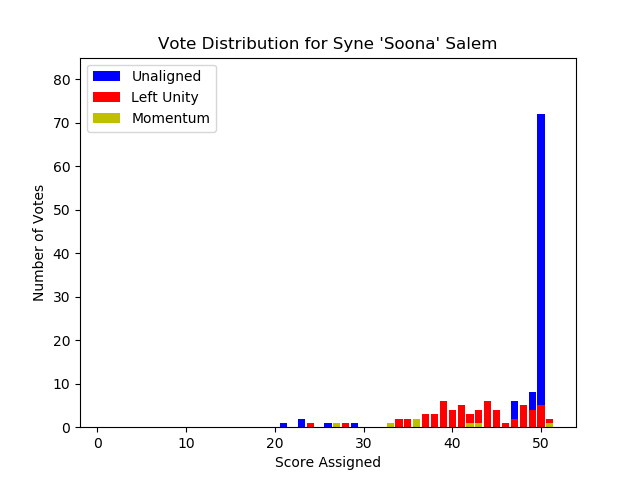 Vote Distribution for Syne 'Soona' Salem
Unaligned
Left Unity
Momentum
80
70
60
50
40
30
20
10
0
Number of Votes
0 10 20 30 40 50
Score Assigned